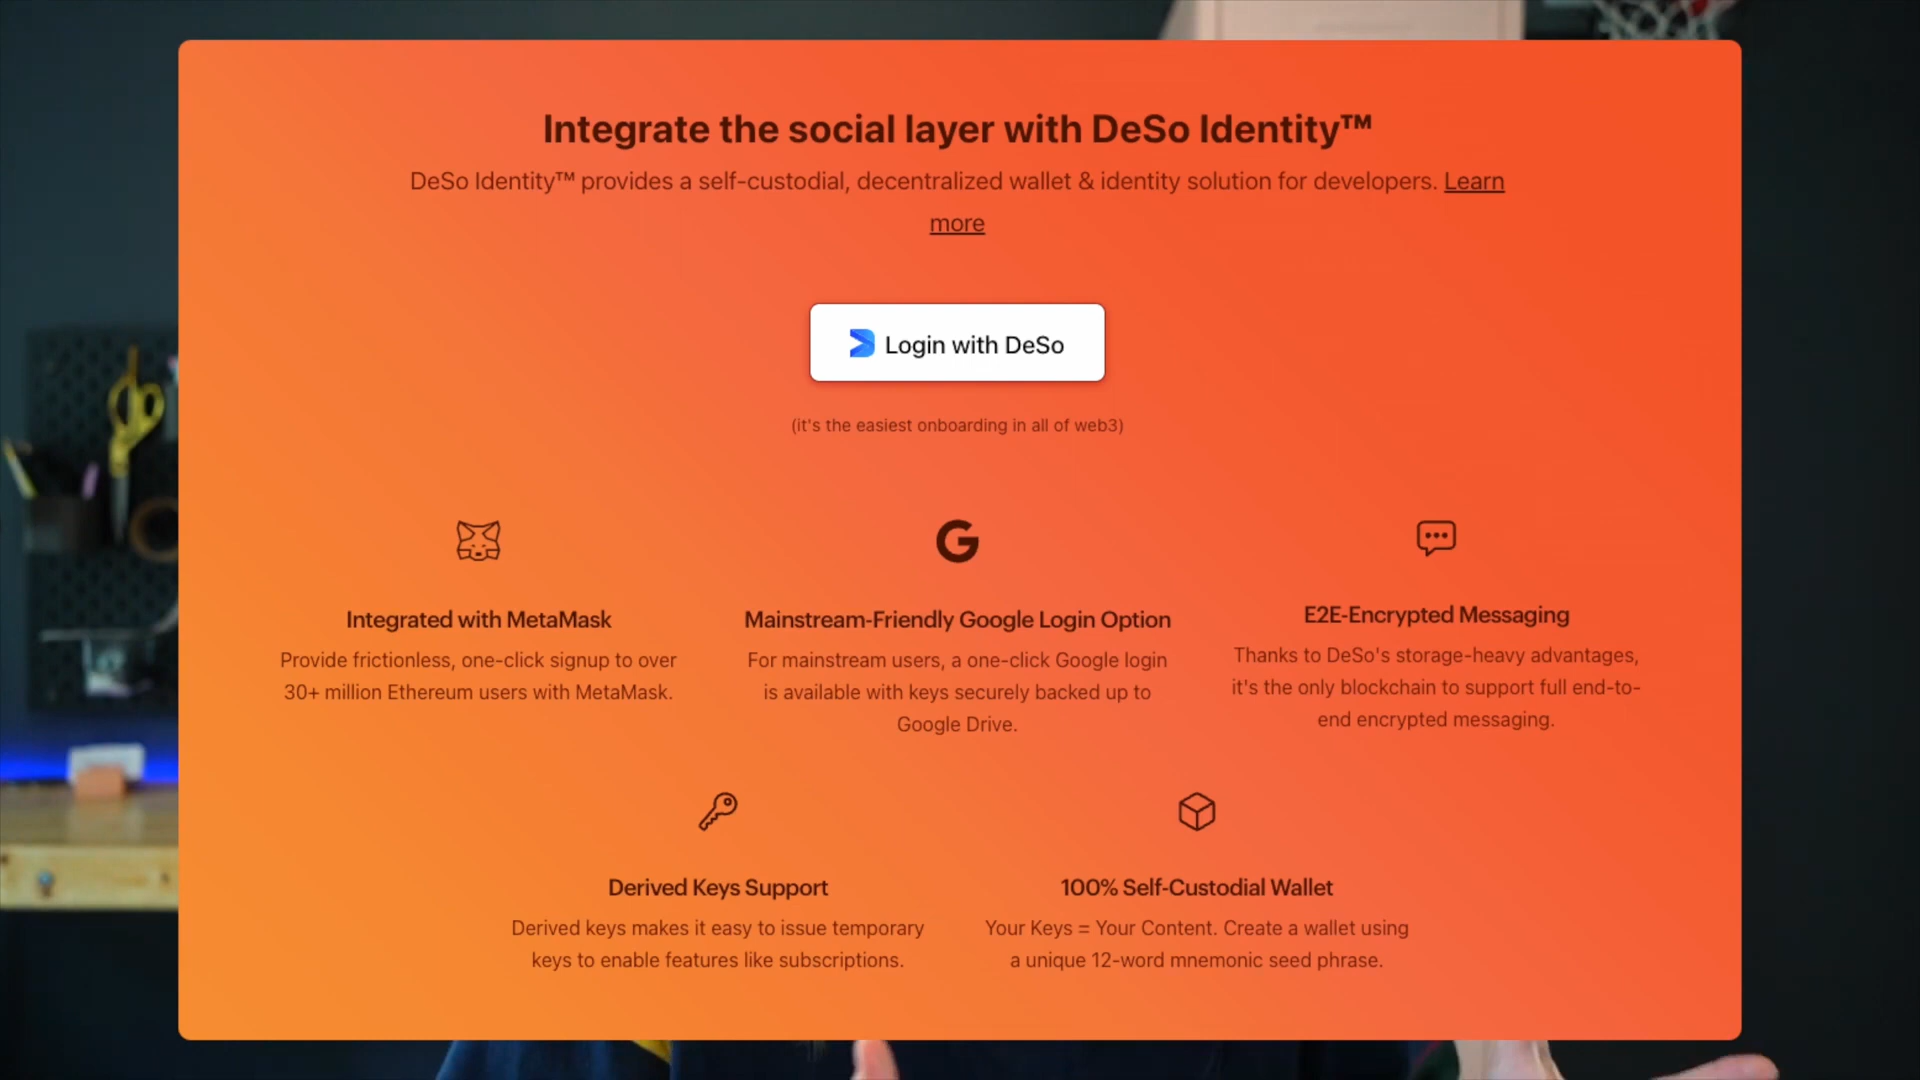 Integrate the social layer with DeSo Identity™
DeSo Identity™ provides a self-custodial, decentralized wallet & identity solution for developers. Learn
more
Login with DeSo
(it's the easiest onboarding in all of web3)
Integrated with MetaMask
Provide frictionless, one-click signup to over
30+ million Ethereum users with MetaMask.
Mainstream-Friendly Google Login Option
For mainstream users, a one-click Google login
is available with keys securely backed up to
Google Drive.
E2E-Encrypted Messaging
Thanks to DeSo's storage-heavy advantages,
it's the only blockchain to support full end-to-
end encrypted messaging.
Derived Keys Support
Derived keys makes it easy to issue temporary
keys to enable features like subscriptions.
100% Self-Custodial Wallet
Your Keys = Your Content. Create a wallet using
a unique 12-word mnemonic seed phrase.